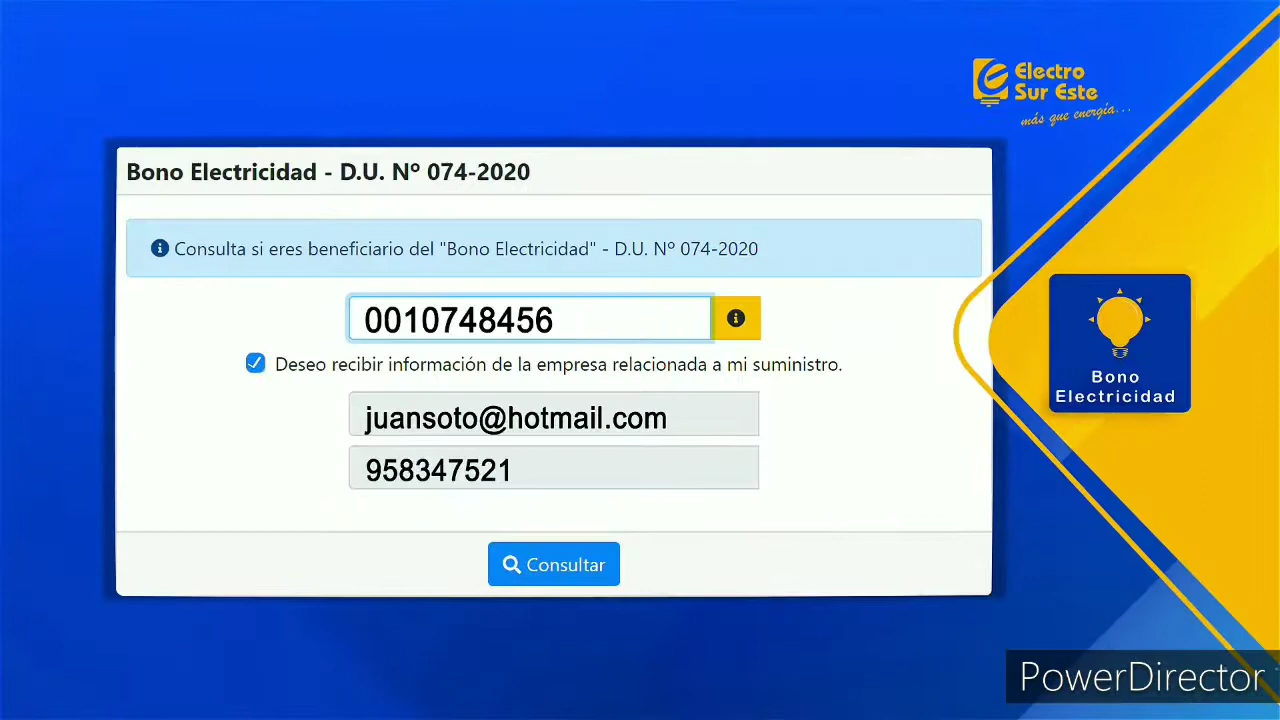 Electro
Sur Este
más que energía...
Bono Electricidad - D.U. Nº 074-2020
Consulta si eres beneficiario del "Bono Electricidad" - D.U. Nº 074-2020
0010748456
Deseo recibir información de la empresa relacionada a mi suministro.
juansoto@hotmail.com
958347521
Consultar
Bono
Electricidad
PowerDirector